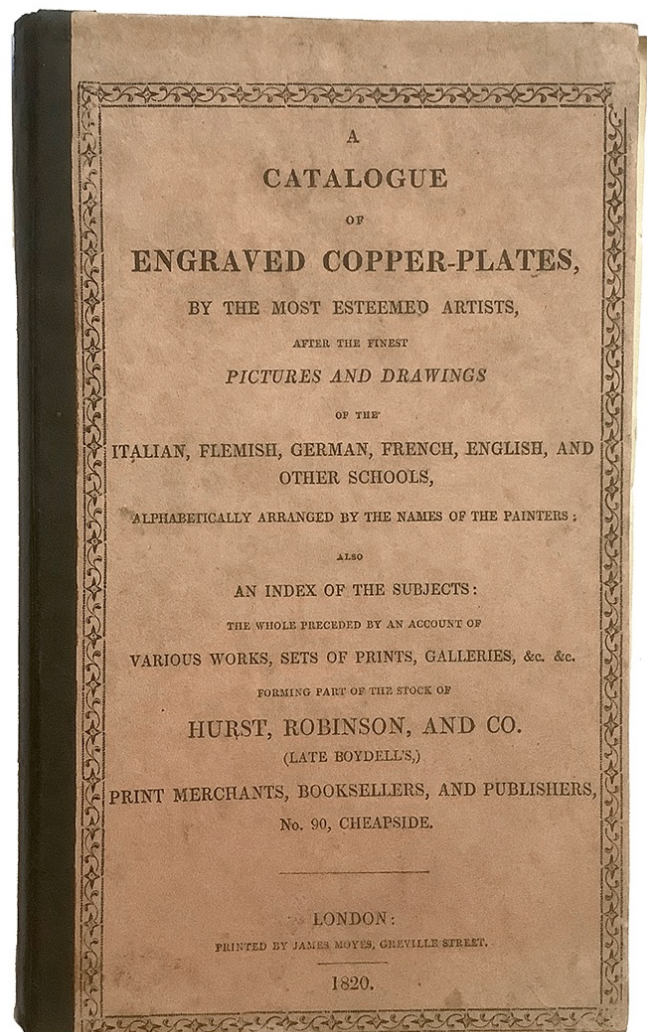 A
CATALOGUE
OF
ENGRAVED COPPER-PLATES,
BY THE MOST ESTEEMED ARTISTS,
AFTER THE FINEST
PICTURES AND DRAWINGS
OF THE
ITALIAN, FLEMISH, GERMAN, FRENCH, ENGLISH, AND
OTHER SCHOOLS,
ALPHABETICALLY ARRANGED BY THE NAMES OF THE PAINTERS;
ALSO
AN INDEX OF THE SUBJECTS:
THE WHOLE PRECEDED BY AN ACCOUNT OF
VARIOUS WORKS, SETS OF PRINTS, GALLERIES, &c. &c.
FORMING PART OF THE STOCK OF
HURST, ROBINSON, AND CO.
(LATE BOYDELL'S,)
PRINT MERCHANTS, BOOKSELLERS, AND PUBLISHERS,
No. 90, CHEAPSIDE.
LONDON:
PRINTED BY JAMES MOYES, GREVILLE STREET.
1820.